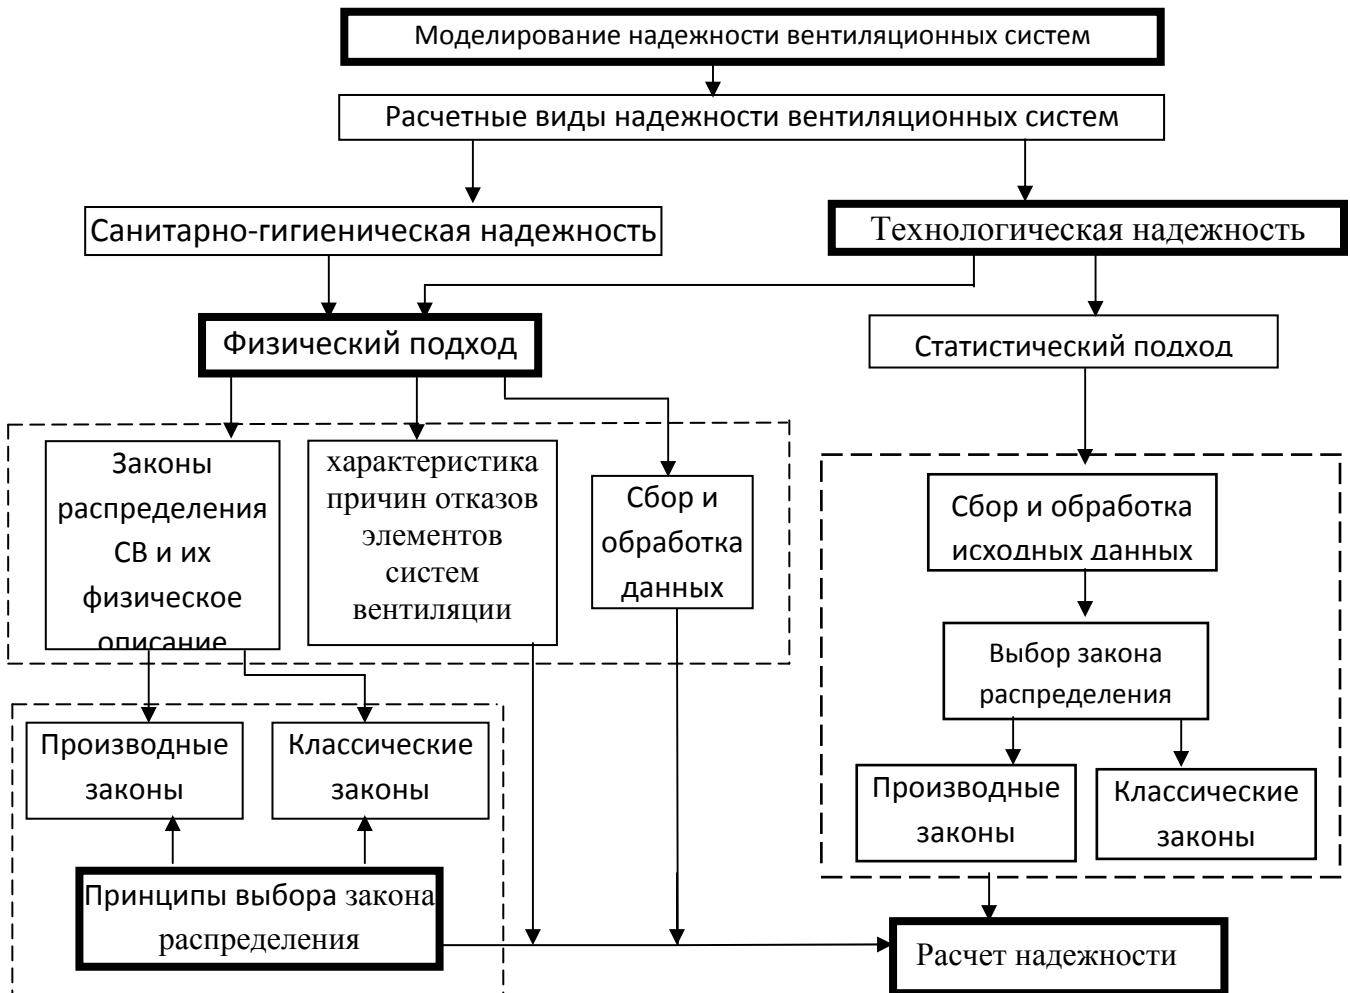 Моделирование надежности вентиляционных систем
Расчетные виды надежности вентиляционных систем
Санитарно-гигиеническая надежность
Технологическая надежность
Физический подход
Статистический подход
Законы
распределения
СВ и их
физическое
описание
характеристика
причин отказов
элементов
систем
вентиляции
Сбор и
обработка
данных
Сбор и обработка
исходных данных
Выбор закона
распределения
Производные
законы
Классические
законы
Производные
законы
Классические
законы
Принципы выбора закона
распределения
Расчет надежности